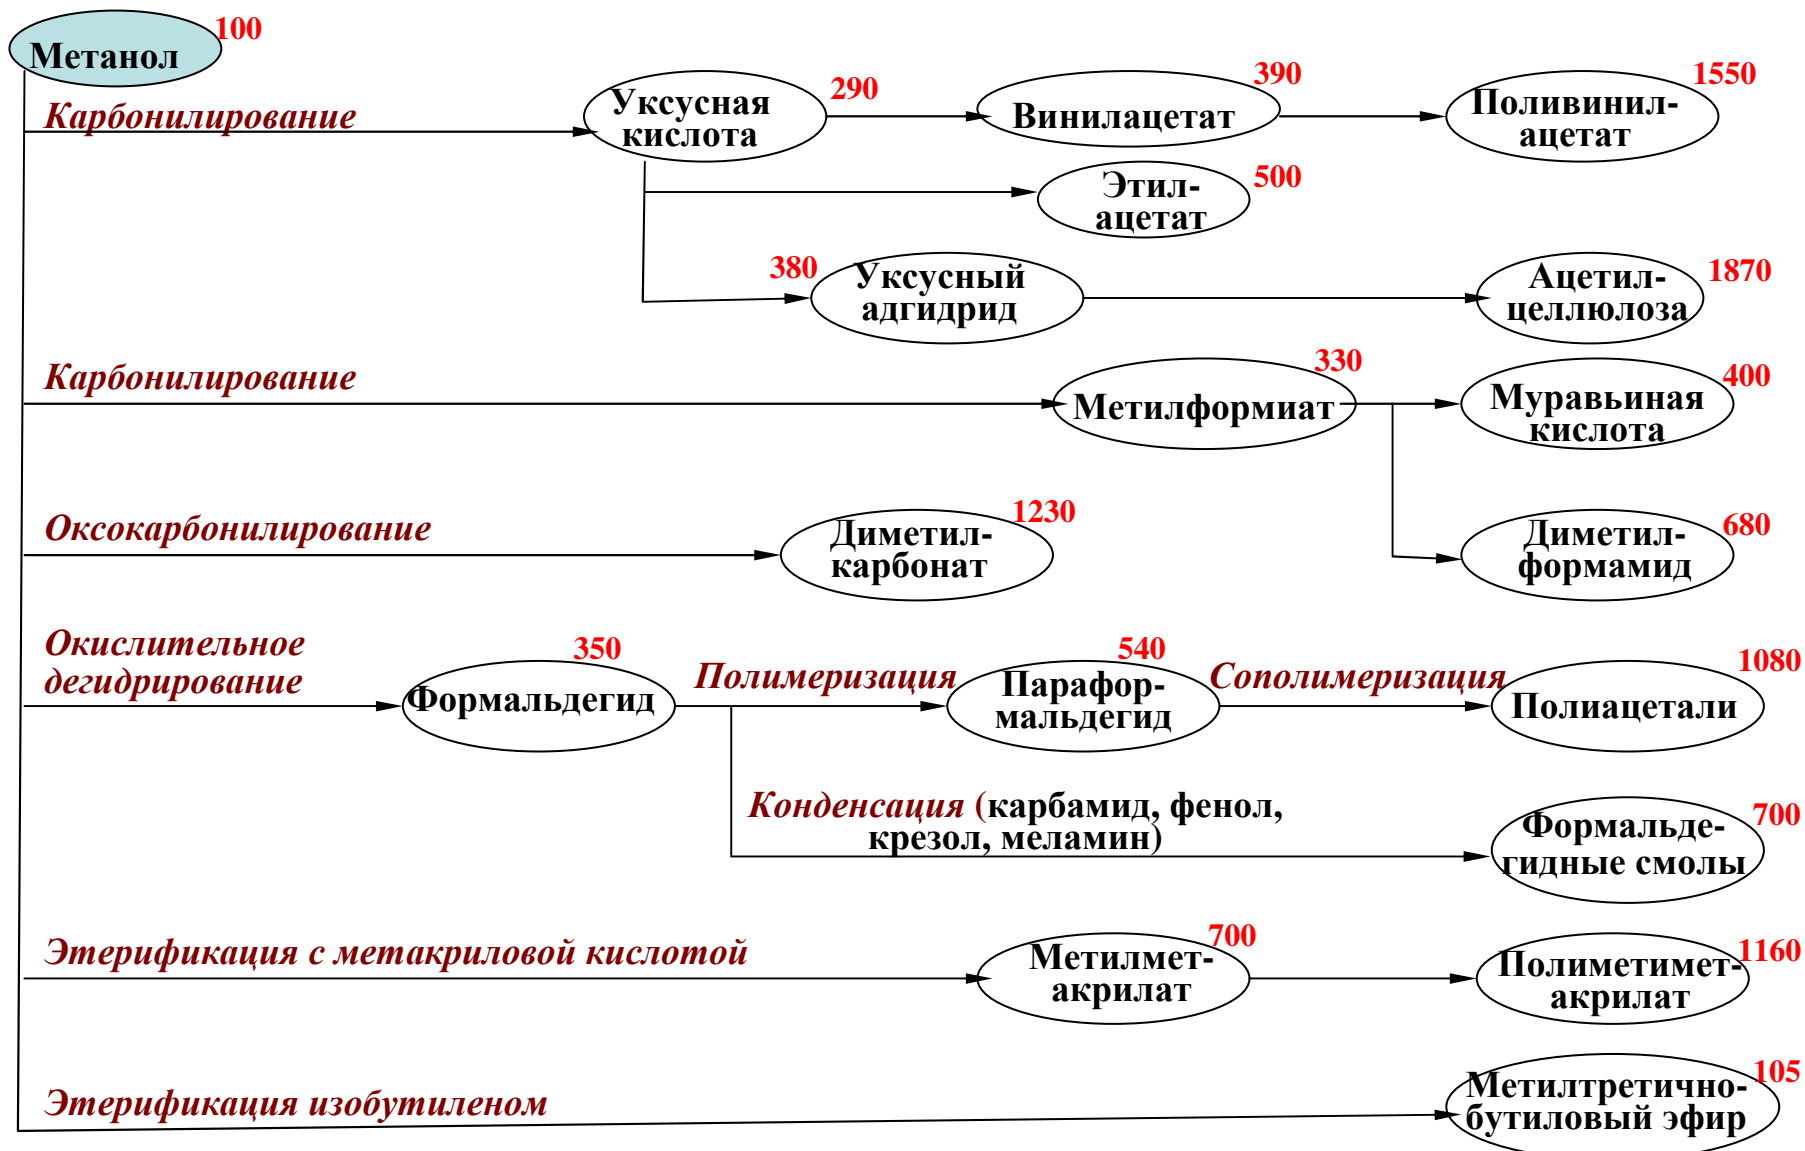 100
Метанол
Карбонилирование
Уксусная
кислота
290
Винилацетат
390
Поливинил-
ацетат
1550
Этил-
ацетат
500
380
Уксусный
адгидрид
Ацетил-
целлюлоза
1870
Карбонилирование
Метилформиат
330
Муравьиная
кислота
400
Оксокарбонилирование
Диметил-
карбонат
1230
Диметил-
формамид
680
Окислительное
дегидрирование
Формальдегид
350
Полимеризация
Парафор-
мальдегид
540
Сополимеризация
Полиацетали
1080
Конденсация (карбамид, фенол,
крезол, меламин)
Формальде-
гидные смолы
700
Этерификация с метакриловой кислотой
Метилмет-
акрилат
700
Полиметимет-
акрилат
1160
Этерификация изобутиленом
Метилтретично-
бутиловый эфир
105